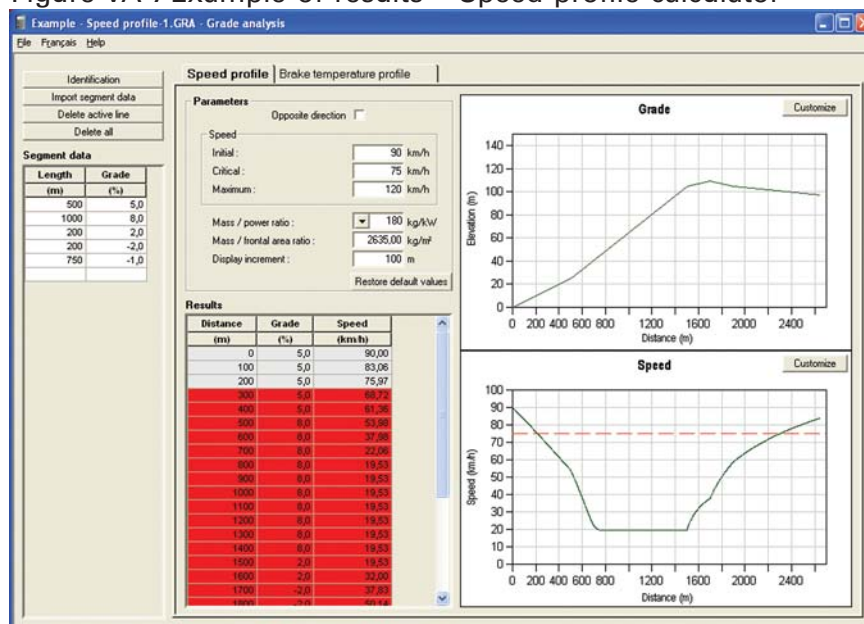 Example - Speed profile-1.GRA - Grade analysis
File Français Help
Identification
Import segment data
Delete active line
Delete all
Segment data
Length Grade
(m) (%)
500 5,0
1000 8,0
200 2,0
200 -2,0
750 -1,0
Speed profile Brake temperature profile
Parameters
Opposite direction
Speed
Initial : 90 km/h
Critical : 75 km/h
Maximum : 120 km/h
Mass / power ratio : 180 kg/kW
Mass / frontal area ratio : 2635,00 kg/m²
Display increment : 100 m
Restore default values
Results
Distance Grade Speed
(m) (%) (km/h)
0 5,0 90,00
100 5,0 83,06
200 5,0 75,97
300 5,0 68,72
400 5,0 61,36
500 8,0 53,98
600 8,0 37,98
700 8,0 22,06
800 8,0 19,53
900 8,0 19,53
1000 8,0 19,53
1100 8,0 19,53
1200 8,0 19,53
1300 8,0 19,53
1400 8,0 19,53
1500 2,0 19,53
1600 2,0 32,00
1700 -2,0 37,83
1800 -2,0 50,14
Grade
Customize
140
120
100
80
60
40
20
0
Elevation (m)
0 200 400 600 800 1200 1600 2000 2400
Distance (m)
Speed
Customize
100
90
80
70
60
50
40
30
20
10
0
Speed (km/h)
0 200 400 600 800 1200 1600 2000 2400
Distance (m)